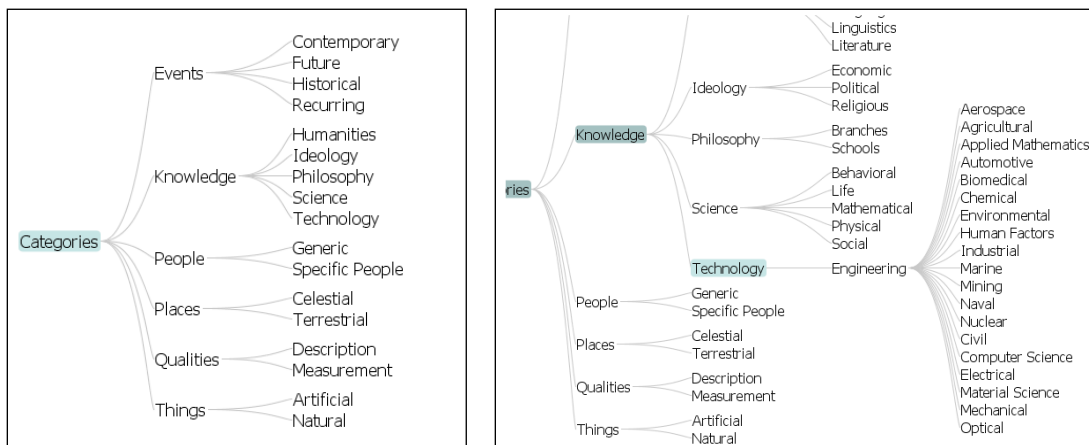 Contemporary
Future
Events
Historical
Recurring
Humanities
Ideology
Knowledge
Philosophy
Science
Technology
Categories
Generic
People
Specific People
Celestial
Places
Terrestrial
Description
Qualities
Measurement
Artificial
Things
Natural
Linguistics
Literature
Economic
Ideology
Political
Religious
Knowledge
Branches
Philosophy
Schools
Behavioral
Life
Science
Mathematical
Physical
Social
Technology
Engineering
Aerospace
Agricultural
Applied Mathematics
Automotive
Biomedical
Chemical
Environmental
Human Factors
Industrial
Marine
Mining
Naval
Nuclear
Civil
Computer Science
Electrical
Material Science
Mechanical
Optical
ories
People
Generic
Specific People
Places
Celestial
Terrestrial
Qualities
Description
Measurement
Things
Artificial
Natural